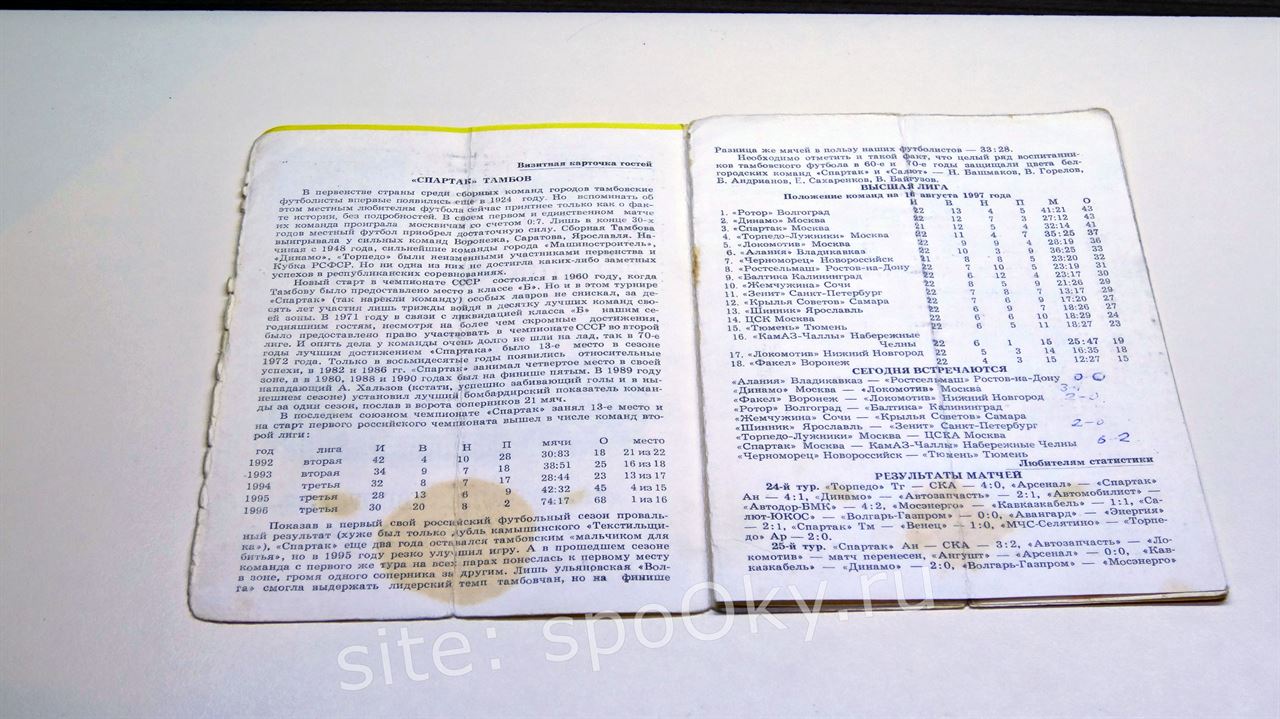 Визитная карточка гостей
«СПАРТАК» ТАМБОВ
В первенстве страны среди сборных команд городов тамбовские
футболисты впервые появились еще в 1924 году. Но вспоминать об
этом местным любителям футбола сейчас приятнее только как о фак-
те истории, без подробностей. В своем первом и единственном матче
их команда проиграла москвичам со счетом 0:7. Лишь в конце 30-х
годов местный футбол приобрел достаточную силу. Сборная Тамбова
выигрывала у сильных команд Воронежа, Саратова, Ярославля. На-
чиная с 1948 года, сильнейшие команды города «Машиностроитель»,
«Динамо», «Торпедо» были неизменными участниками первенства и
Кубка РСФСР. Но ни одна из них не достигла каких-либо заметных
успехов в республиканских соревнованиях.
Новый старт в чемпионате СССР состоялся в 1960 году, когда
Тамбову было предоставлено место в классе «Б». Но и в этом турнире
«Спартак» (так нарекли команду) особых лавров не снискал, за де-
сять лет участия лишь трижды войдя в десятку лучших команд сво-
ей зоны. В 1971 году в связи с ликвидацией класса «Б» нашим се-
годняшним гостям, несмотря на более чем скромные достижения,
было предоставлено право участвовать в чемпионате СССР во второй
лиге. И опять дела у команды очень долго не шли на лад, так в 70-е
годы лучшим достижением «Спартака» было 13-е место в сезоне
1972 года. Только в восьмидесятые годы появились относительные
успехи, в 1982 и 1986 гг. «Спартак» занимал четвертое место в своей
зоне, а в 1980, 1988 и 1990 годах был на финише пятым. В 1989 году
нападающий А. Хальзов (кстати, успешно забивающий голы и в ны-
нешнем сезоне) установил лучший бомбардирский показатель коман-
ды за один сезон, послав в ворота соперников 21 мяч.
В последнем союзном чемпионате «Спартак» занял 13-е место и
на старт первого российского чемпионата вышел в числе команд вто-
рой лиги:
год лига И В Н П мячи О место
1992 вторая 42 4 10 28 30:83 18 21 из 22
1993 вторая 34 9 7 18 38:51 25 16 из 18
1994 третья 32 8 7 17 28:44 23 13 из 17
1995 третья 28 13 6 9 42:32 45 4 из 15
1996 третья 30 20 8 2 74:17 68 1 из 16
Показав в первый свой российский футбольный сезон проваль-
ный результат (хуже был только дубль камышинского «Текстильщи-
ка»), «Спартак» еще два года оставался тамбовским «мальчиком для
битья», но в 1995 году резко улучшил игру. А в прошедшем сезоне
команда с первого же тура на всех парах понеслась к первому месту
в зоне, громя одного соперника за другим. Лишь ульяновская «Вол-
га» смогла выдержать лидерский темп тамбовчан, но на финише
Разница же мячей в пользу наших футболистов — 33:28.
Необходимо отметить и такой факт, что целый ряд воспитанни-
ков тамбовского футбола в 60-е и 70-е годы защищали цвета бел-
городских команд «Спартак» и «Салют» — Н. Башмаков, В. Горелов,
В. Андрианов, Е. Сахаренков, В. Байгузов.
ВЫСШАЯ ЛИГА
Положение команд на 18 августа 1997 года
И В Н П М О
1. «Ротор» Волгоград 22 13 4 5 41:21 43
2. «Динамо» Москва 22 12 7 3 27:12 43
3. «Спартак» Москва 21 12 5 4 32:14 41
4. «Торпедо-Лужники» Москва 22 11 4 7 35:25 37
5. «Локомотив» Москва 22 9 9 4 28:19 36
6. «Алания» Владикавказ 22 10 3 9 36:25 33
7. «Черноморец» Новороссийск 21 8 8 5 23:20 32
8. «Ростсельмаш» Ростов-на-Дону 22 7 10 5 23:19 31
9. «Балтика Калининград 22 6 12 4 23:17 30
10. «Жемчужина» Сочи 22 8 5 9 21:26 29
11. «Зенит» Санкт-Петербург 22 7 8 7 13:17 29
12. «Крылья Советов» Самара 22 7 6 9 17:20 27
13. «Шинник» Ярославль 22 6 9 7 18:26 27
14. ЦСК Москва 22 6 6 10 18:29 24
15. «Тюмень» Тюмень 22 6 5 11 18:27 23
16. «КамАЗ-Чаллы» Набережные
Челны 22 6 1 15 25:47 19
17. «Локомотив» Нижний Новгород 22 5 3 14 16:35 18
18. «Факел» Воронеж 22 4 3 15 12:27 15
СЕГОДНЯ ВСТРЕЧАЮТСЯ
«Алания» Владикавказ — «Ростсельмаш» Ростов-на-Дону 0-0
«Динамо» Москва — «Локомотив» Москва
«Факел» Воронеж — «Локомотив» Нижний Новгород 2-0
«Ротор» Волгоград — «Балтика» Калининград
«Жемчужина» Сочи — «Крылья Советов» Самара
«Шинник» Ярославль — «Зенит» Санкт-Петербург 2-0
«Торпедо-Лужники» Москва — ЦСКА Москва
«Спартак» Москва — КамАЗ-Чаллы» Набережные Челны 6-2
«Черноморец» Новороссийск — «Тюмень» Тюмень
Любителям статистики
РЕЗУЛЬТАТЫ МАТЧЕЙ
24-й тур. «Торпедо» Тг — СКА — 4:0, «Арсенал» — «Спартак»
Ан — 4:1, «Динамо» — «Автозапчасть» — 2:1, «Автомобилист» —
«Автодор-БМК» — 4:2, «Мосэнерго» — «Кавказкабель» — 1:1, «Са-
лют-ЮКОС» — «Волгарь-Газпром» — 0:0, «Авангард» — «Энергия»
— 2:1, «Спартак» Тм — «Венец» — 1:0, «МЧС-Селятино» — «Торпе-
до» Ар — 2:0.
25-й тур. «Спартак» Ан — СКА — 3:2, «Автозапчасть» — «Ло-
комотив» — матч перенесен, «Ангушт» — «Арсенал» — 0:0, «Кав-
казкабель» — «Динамо» — 2:0, «Волгарь-Газпром» — «Мосэнерго»
site: spoOky.ru